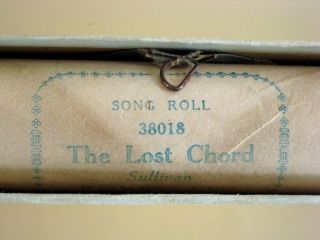 SONG ROLL
38018
The Lost Chord
Sullivan